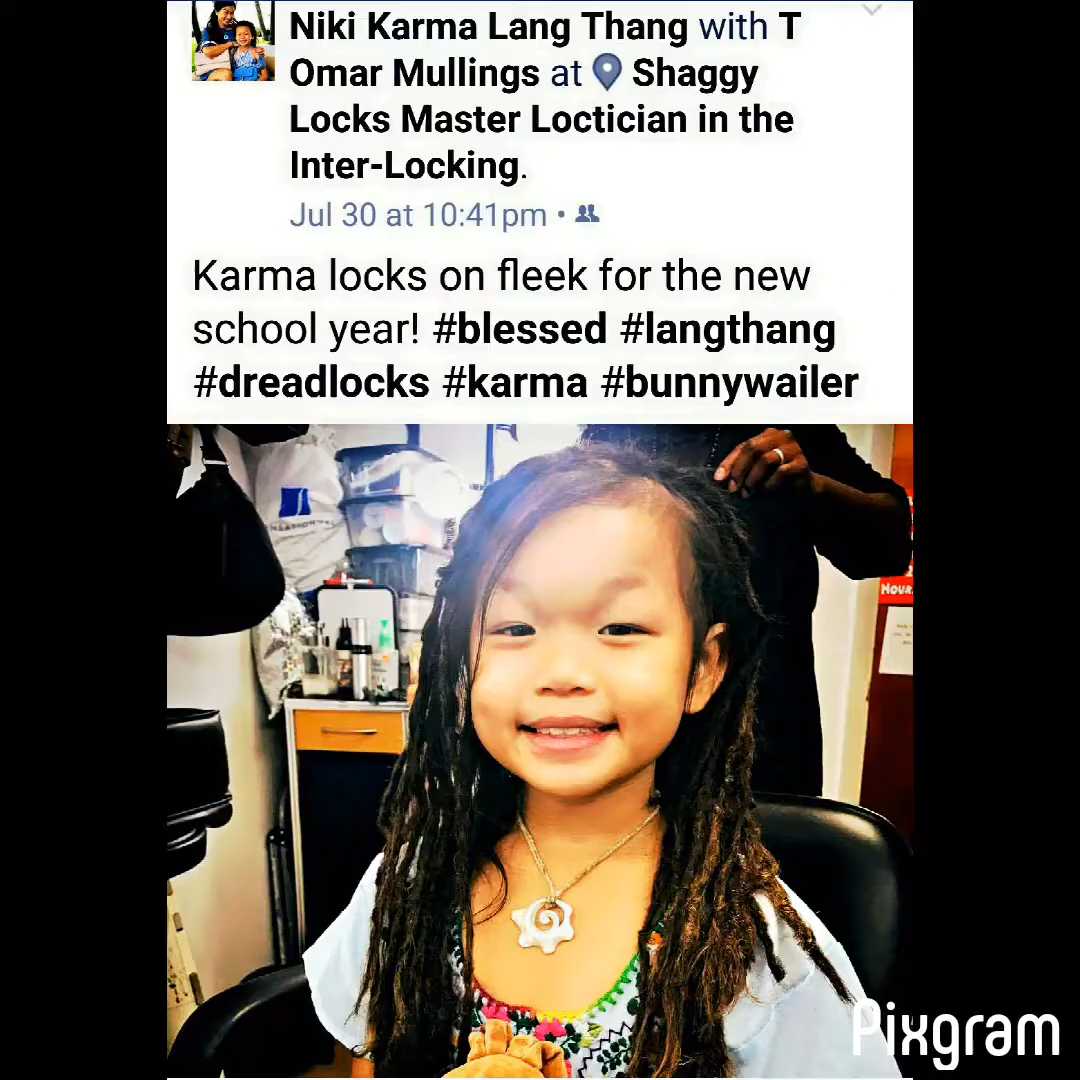 Niki Karma Lang Thang with T
Omar Mullings at Shaggy
Locks Master Loctician in the
Inter-Locking.
Jul 30 at 10:41pm •
Karma locks on fleek for the new
school year! #blessed #langthang
#dreadlocks #karma #bunnywailer
Pixgram